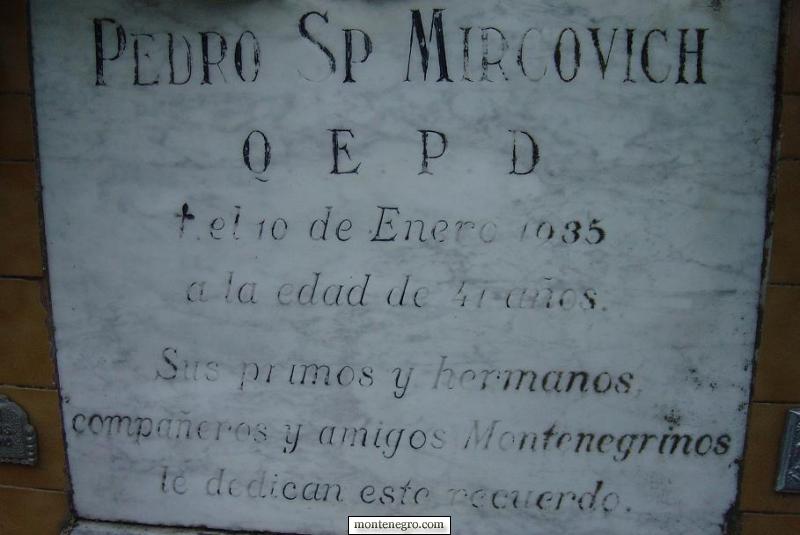 PEDRO SP MIRCOVICH
Q E P D
†. el 10 de Enero 1935
a la edad de 41 años.
Sus primos y hermanos,
compañeros y amigos Montenegrinos
le dedican este recuerdo.
montenegro.com